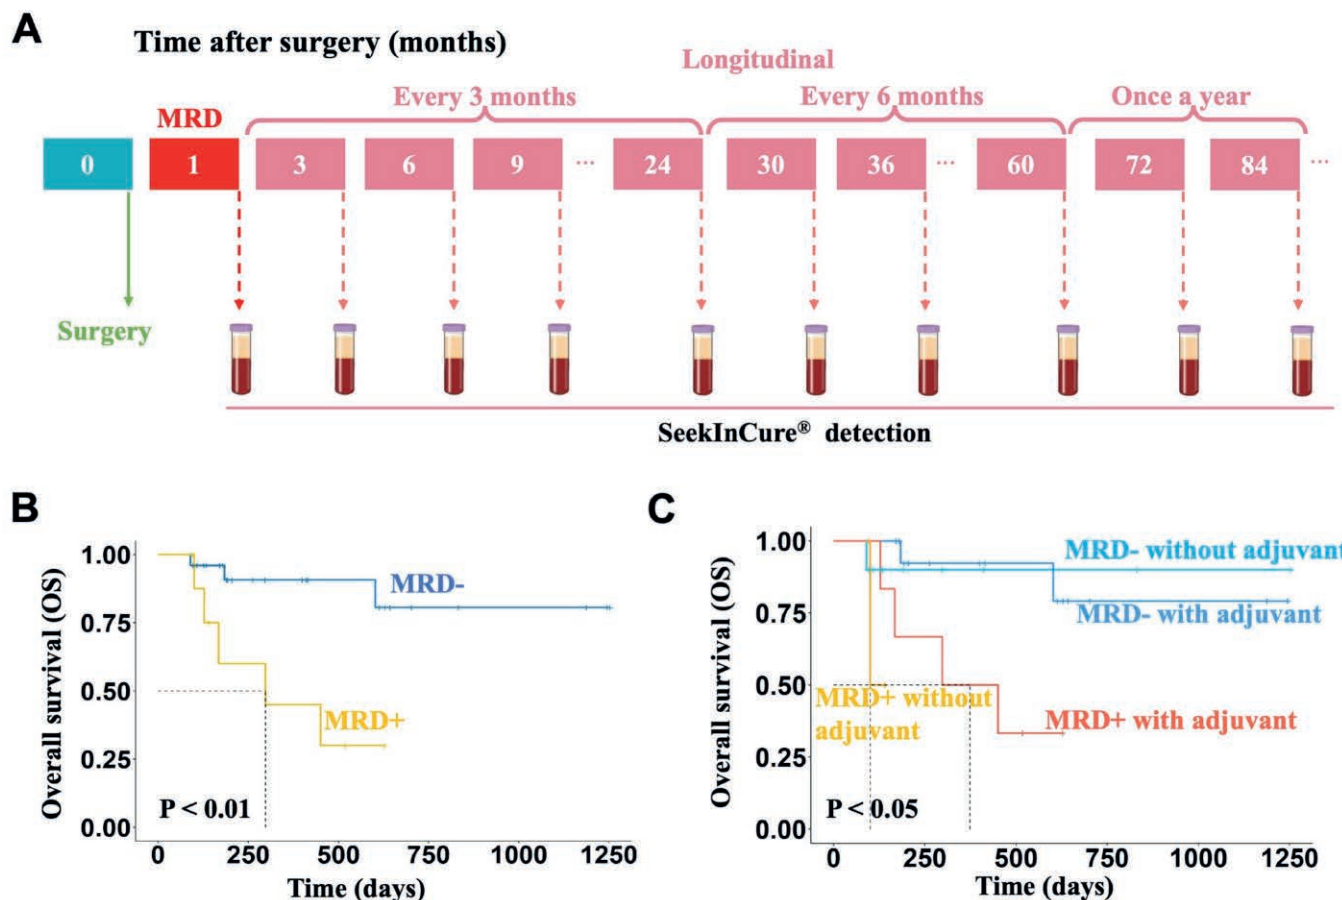 A
Time after surgery (months)
Longitudinal
MRD
Every 3 months
Every 6 months
Once a year
0 1 3 6 9 ... 24 30 36 ... 60 72 84 ...
Surgery
SeekInCure® detection
B
Overall survival (OS)
1.00
0.75
0.50
0.25
0.00
MRD-
MRD+
P < 0.01
0 250 500 750 1000 1250
Time (days)
C
Overall survival (OS)
1.00
0.75
0.50
0.25
0.00
MRD- without adjuvant
MRD- with adjuvant
MRD+ without
adjuvant
MRD+ with adjuvant
P < 0.05
0 250 500 750 1000 1250
Time (days)